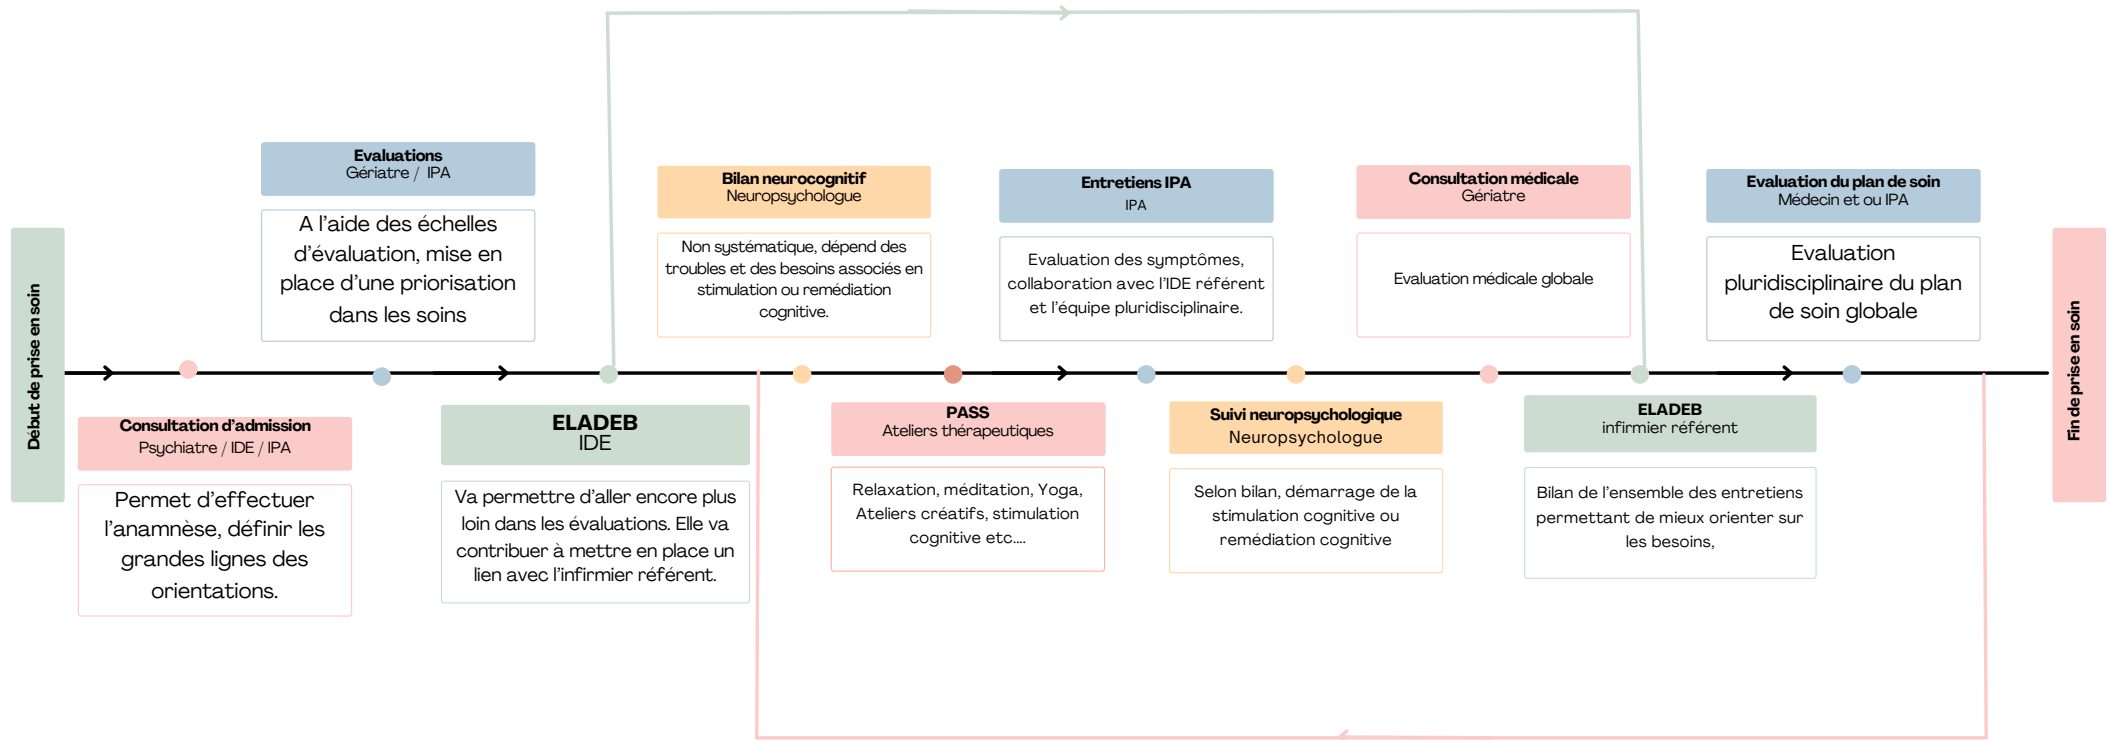 Début de prise en soin
Consultation d'admission
Psychiatre / IDE / IPA
Permet d'effectuer
l'anamnèse, définir les
grandes lignes des
orientations.
Evaluations
Gériatre / IPA
A l'aide des échelles
d'évaluation, mise en
place d'une priorisation
dans les soins
ELADEB
IDE
Va permettre d'aller encore plus
loin dans les évaluations. Elle va
contribuer à mettre en place un
lien avec l'infirmier référent.
Bilan neurocognitif
Neuropsychologue
Non systématique, dépend des
troubles et des besoins associés en
stimulation ou remédiation
cognitive.
PASS
Ateliers thérapeutiques
Relaxation, méditation, Yoga,
Ateliers créatifs, stimulation
cognitive etc....
Entretiens IPA
IPA
Evaluation des symptômes,
collaboration avec l'IDE référent
et l'équipe pluridisciplinaire.
Suivi neuropsychologique
Neuropsychologue
Selon bilan, démarrage de la
stimulation cognitive ou
remédiation cognitive
Consultation médicale
Gériatre
Evaluation médicale globale
ELADEB
infirmier référent
Bilan de l'ensemble des entretiens
permettant de mieux orienter sur
les besoins,
Evaluation du plan de soin
Médecin et ou IPA
Evaluation
pluridisciplinaire du plan
de soin globale
Fin de prise en soin